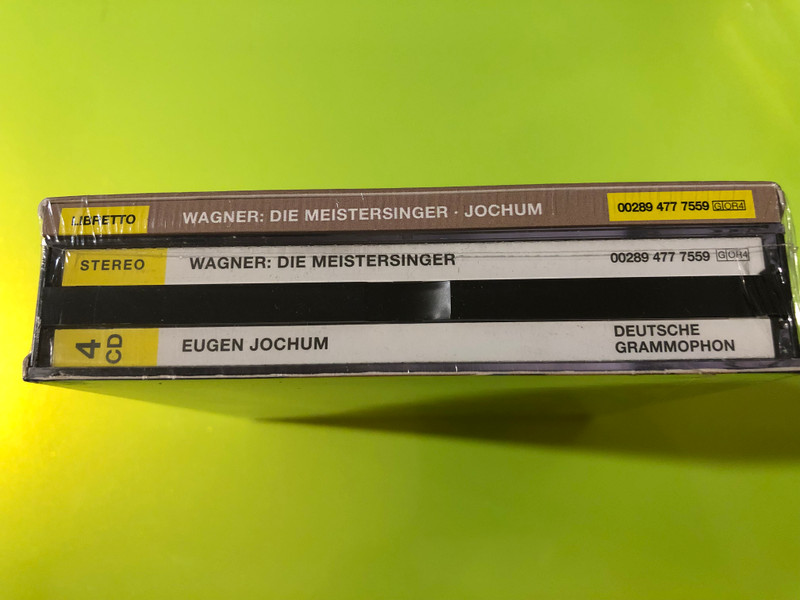 LIBRETTO WAGNER: DIE MEISTERSINGER · JOCHUM 00289 477 7559 GOR4
STEREO WAGNER: DIE MEISTERSINGER 00289 477 7559 GOR4
4 CD EUGEN JOCHUM DEUTSCHE GRAMMOPHON